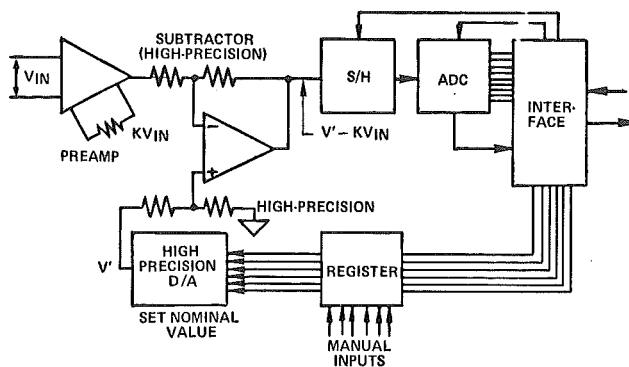 SUBTRACTOR
(HIGH-PRECISION)
VIN
S/H
ADC
INTER-
FACE
KVIN
V' – KVIN
PREAMP
–
+
HIGH-PRECISION
V'
HIGH
PRECISION
D/A
REGISTER
SET NOMINAL
VALUE
MANUAL
INPUTS